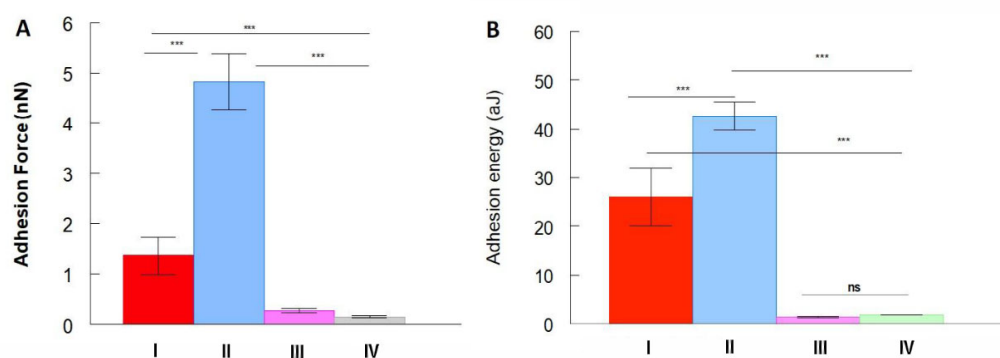 A
Adhesion Force (nN)
6
5
4
3
2
1
0
***
***
***
I II III IV
B
Adhesion energy (aJ)
60
50
40
30
20
10
0
***
***
***
ns
I II III IV